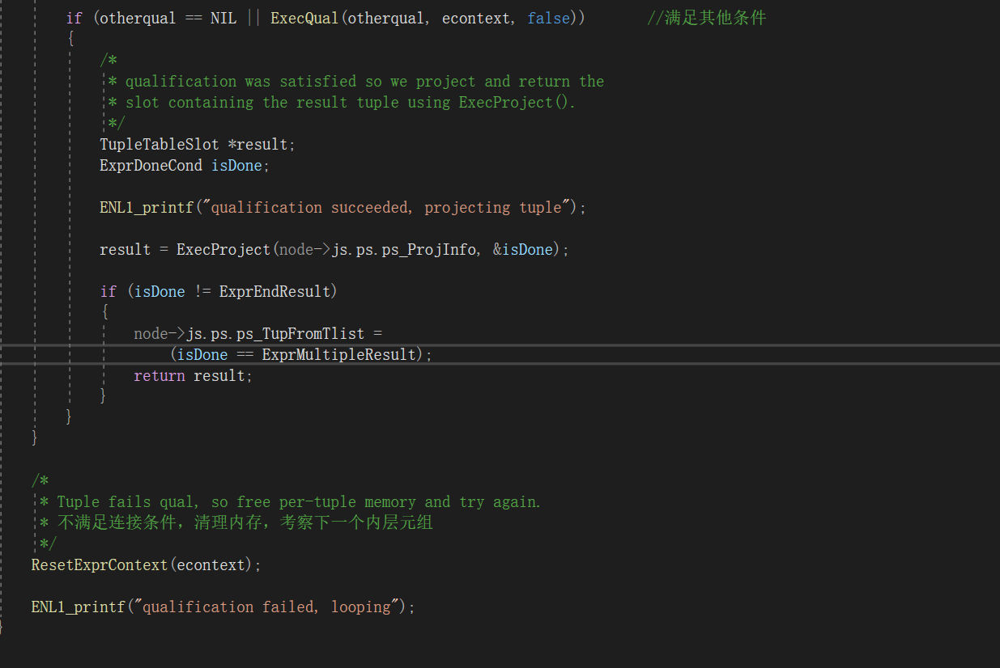 if (otherqual == NIL || ExecQual(otherqual, econtext, false)) //满足其他条件
{
/*
* qualification was satisfied so we project and return the
* slot containing the result tuple using ExecProject().
*/
TupleTableSlot *result;
ExprDoneCond isDone;
ENL1_printf("qualification succeeded, projecting tuple");
result = ExecProject(node->js.ps.ps_ProjInfo, &isDone);
if (isDone != ExprEndResult)
{
node->js.ps.ps_TupFromTlist =
(isDone == ExprMultipleResult);
return result;
}
}
}
/*
* Tuple fails qual, so free per-tuple memory and try again.
* 不满足连接条件，清理内存，考察下一个内层元组
*/
ResetExprContext(econtext);
ENL1_printf("qualification failed, looping");
}